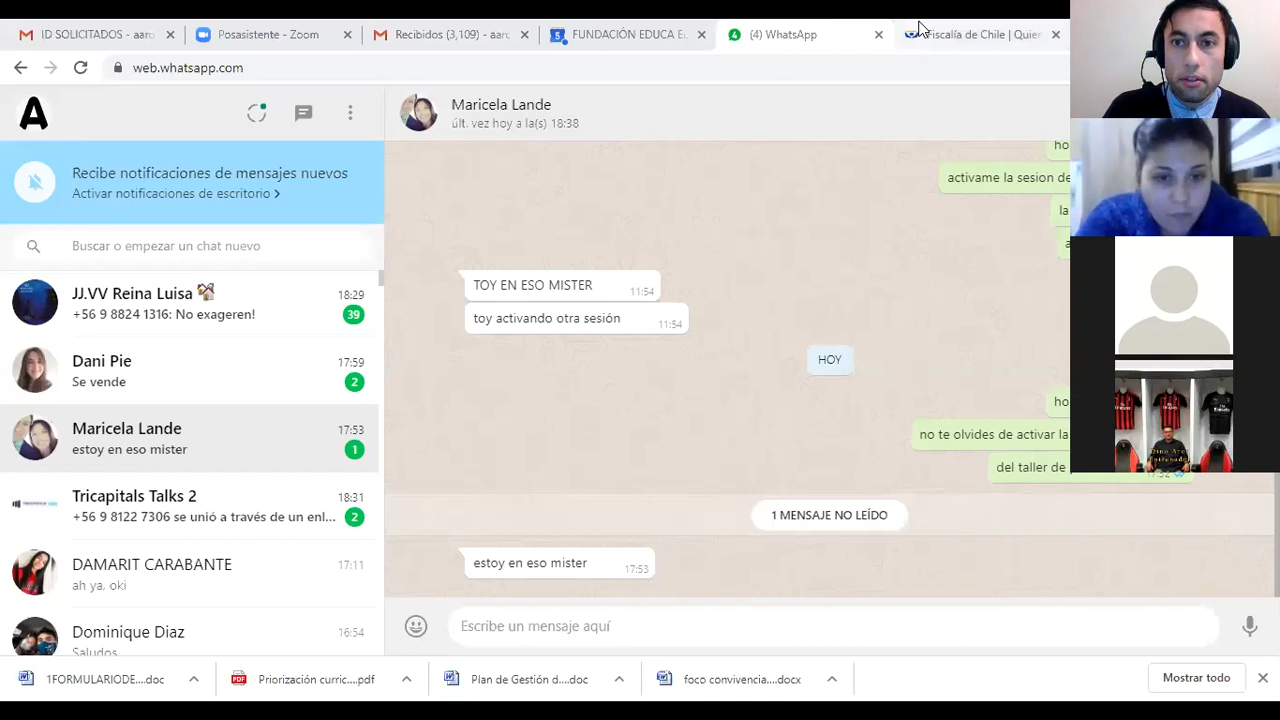 ID SOLICITADOS - aarc
Posasistente - Zoom
Recibidos (3,109) - aarc
FUNDACIÓN EDUCA E
(4) WhatsApp
Fiscalía de Chile | Quier
web.whatsapp.com
A
Maricela Lande
últ. vez hoy a la(s) 18:38
Recibe notificaciones de mensajes nuevos
Activar notificaciones de escritorio >
Buscar o empezar un chat nuevo
JJ.VV Reina Luisa 18:29
+56 9 8824 1316: No exageren! 39
Dani Pie 17:59
Se vende 2
Maricela Lande 17:53
estoy en eso mister 1
Tricapitals Talks 2 18:31
+56 9 8122 7306 se unió a través de un enl... 2
DAMARIT CARABANTE 17:11
ah ya, oki
Dominique Diaz 16:54
Saludos
ho
activame la sesion de
la
a
TOY EN ESO MISTER 11:54
toy activando otra sesión 11:54
HOY
ho
no te olvides de activar la
del taller de
17:52
1 MENSAJE NO LEÍDO
estoy en eso mister 17:53
Escribe un mensaje aquí
1FORMULARIODE....doc
Priorización curric....pdf
Plan de Gestión d....doc
foco convivencia....docx
Mostrar todo